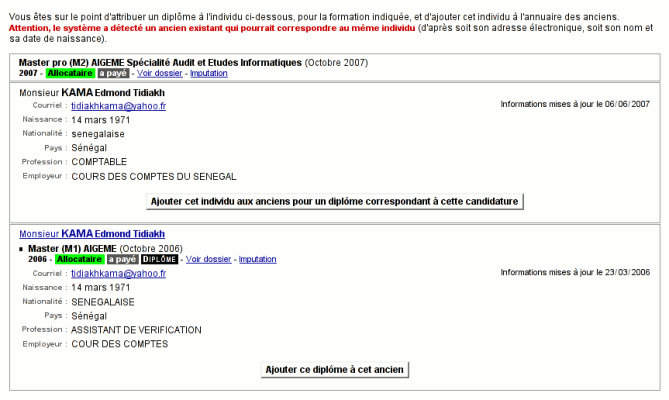 Vous êtes sur le point d'attribuer un diplôme à l'individu ci-dessous, pour la formation indiquée, et d'ajouter cet individu à l'annuaire des anciens.
Attention, le système a détecté un ancien existant qui pourrait correspondre au même individu (d'après soit son adresse électronique, soit son nom et
sa date de naissance).
Master pro (M2) AIGEME Spécialité Audit et Etudes Informatiques (Octobre 2007)
2007 - Allocataire a payé - Voir dossier - Imputation
Monsieur KAMA Edmond Tidiakh
Courriel : tidiakhkama@yahoo.fr
Informations mises à jour le 06/06/2007
Naissance : 14 mars 1971
Nationalité : senegalaise
Pays : Sénégal
Profession : COMPTABLE
Employeur : COURS DES COMPTES DU SENEGAL
Ajouter cet individu aux anciens pour un diplôme correspondant à cette candidature
Monsieur KAMA Edmond Tidiakh
▪ Master (M1) AIGEME (Octobre 2006)
2006 - Allocataire a payé DIPLÔME - Voir dossier - Imputation
Courriel : tidiakhkama@yahoo.fr
Informations mises à jour le 23/03/2006
Naissance : 14 mars 1971
Nationalité : SENEGALAISE
Pays : Sénégal
Profession : ASSISTANT DE VERIFICATION
Employeur : COUR DES COMPTES
Ajouter ce diplôme à cet ancien